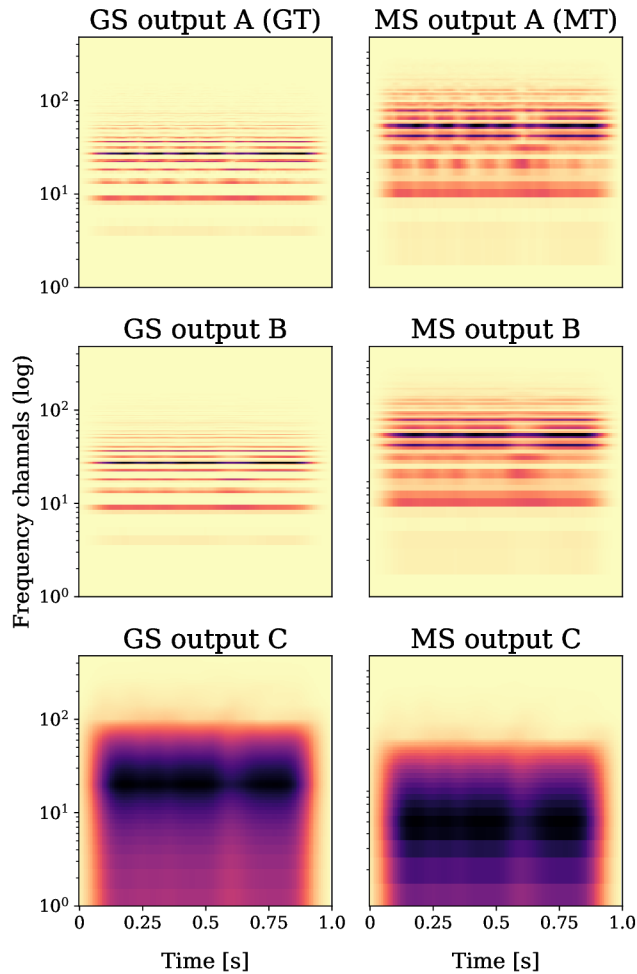 GS output A (GT) MS output A (MT)
10²
10¹
10⁰
GS output B MS output B
Frequency channels (log)
10²
10¹
10⁰
GS output C MS output C
10²
10¹
10⁰
0 0.25 0.5 0.75 1.0 0 0.25 0.5 0.75 1.0
Time [s] Time [s]